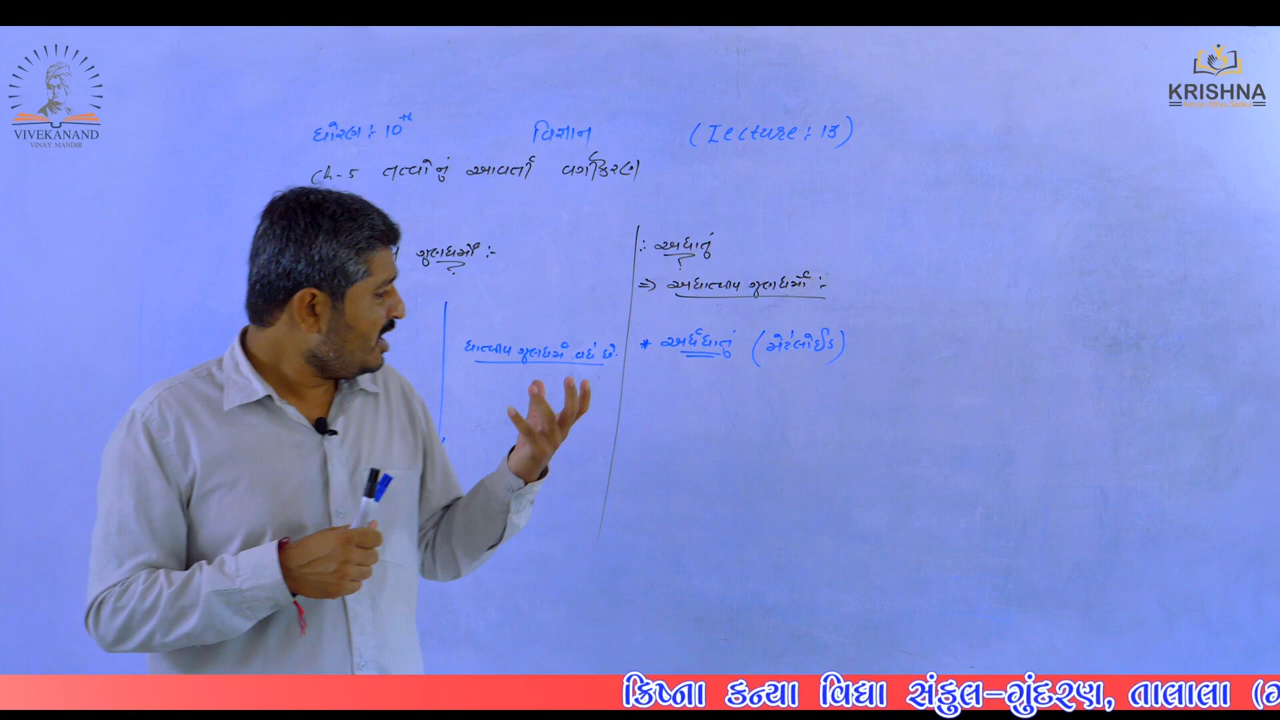 VIVEKANAND
VINAY MANDIR
KRISHNA
ધોરણ : 10th વિજ્ઞાન (Lecture : 13)
Ch-5 તત્વોનું આવર્તી વર્ગીકરણ
ગુણધર્મો :-
ધાત્વીય ગુણધર્મ વધે છે.
: અધાતું
⇒ અધાત્વીય ગુણધર્મો :-
* અર્ધધાતું (મેટેલોઈડ)
ક્રિષ્ના કન્યા વિદ્યા સંકુલ-ગુંદરણ, તાલાલા